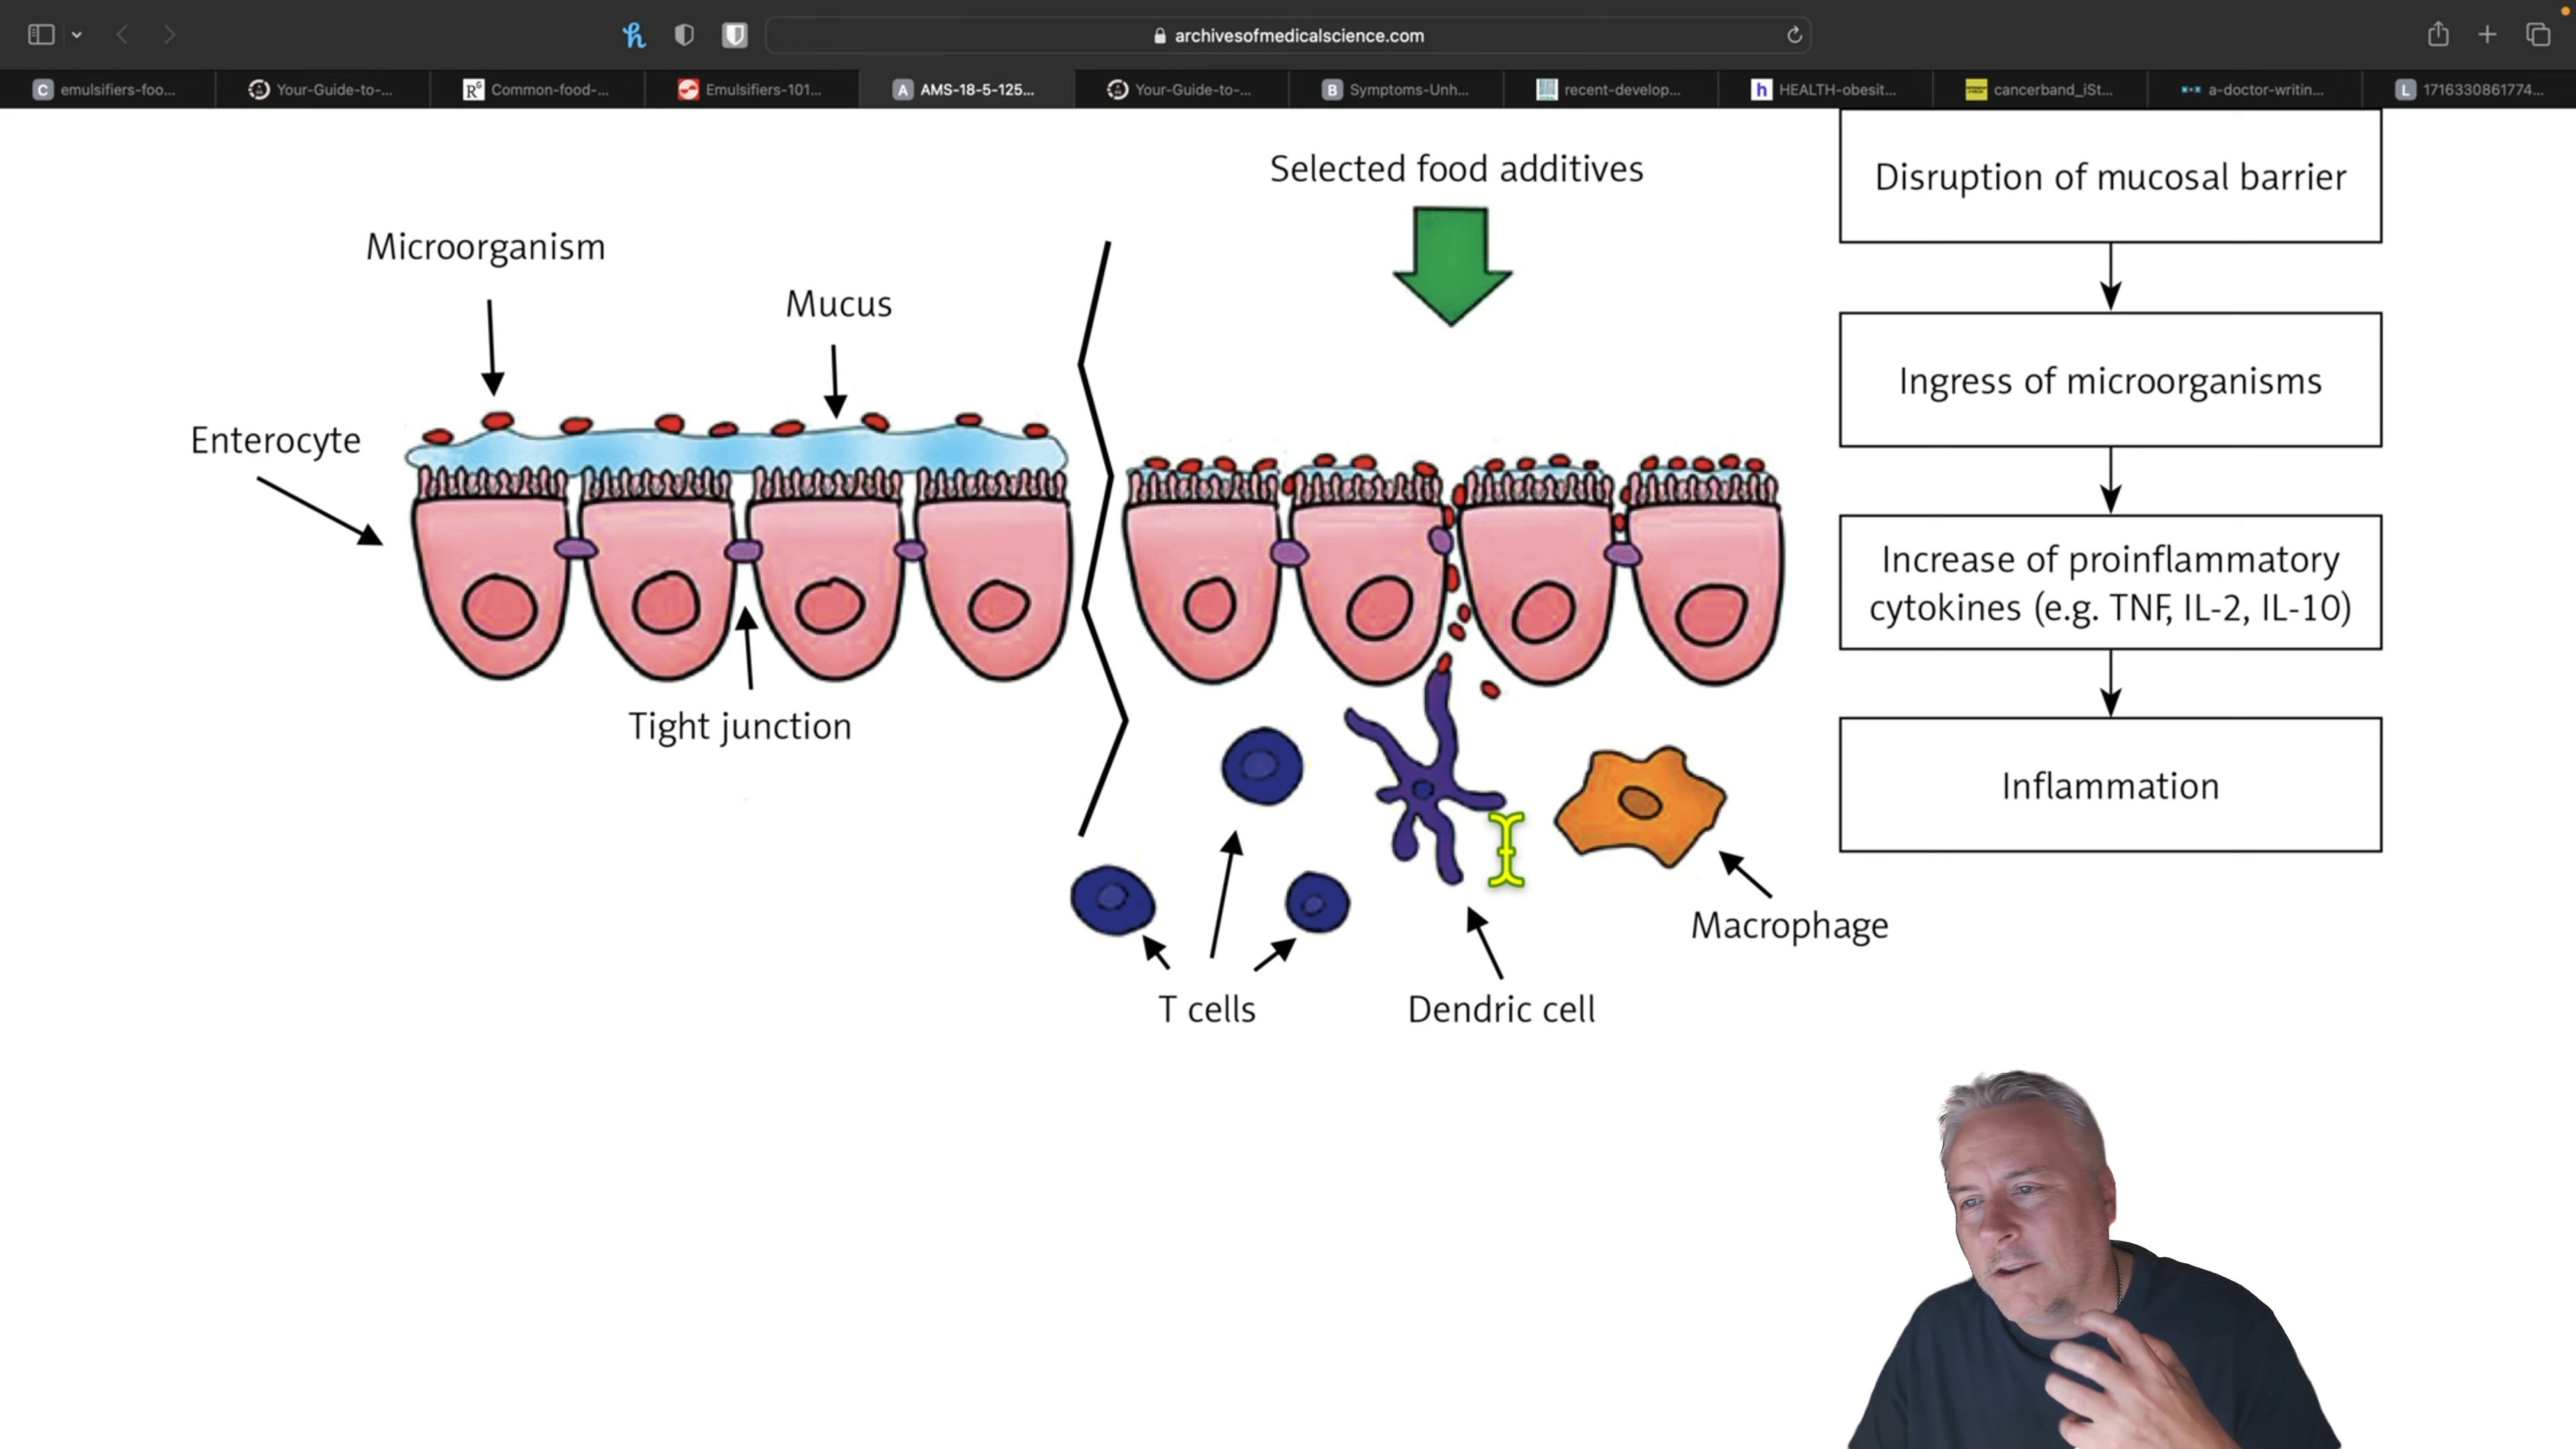 archivesofmedicalscience.com
C emulsifiers-foo...
Your-Guide-to-...
RG Common-food-...
Emulsifiers-101...
A AMS-18-5-125...
Your-Guide-to-...
B Symptoms-Unh...
recent-develop...
h HEALTH-obesit...
cancerband_iSt...
a-doctor-writin...
L 1716330861774...
Selected food additives
Microorganism
Mucus
Enterocyte
Tight junction
T cells
Dendric cell
Macrophage
Disruption of mucosal barrier
Ingress of microorganisms
Increase of proinflammatory
cytokines (e.g. TNF, IL-2, IL-10)
Inflammation